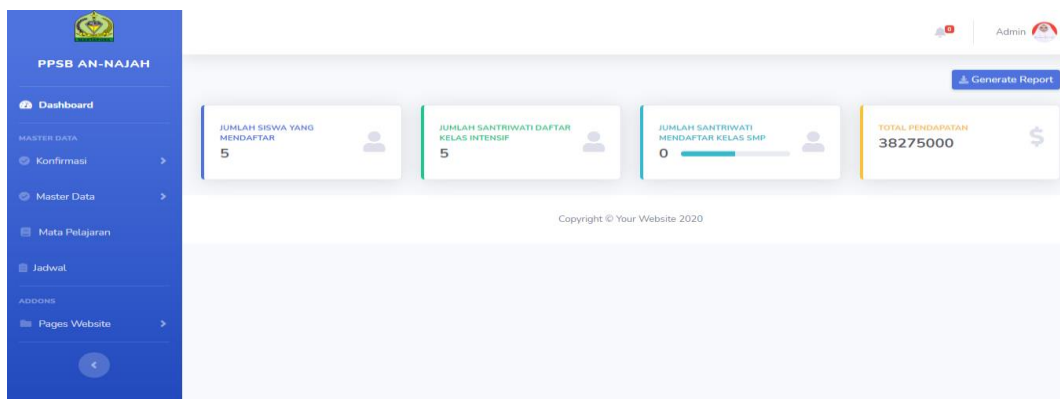 PPSB AN-NAJAH
Dashboard
MASTER DATA
Konfirmasi
Master Data
Mata Pelajaran
Jadwal
ADDONS
Pages Website
Admin
Generate Report
JUMLAH SISWA YANG
MENDAFTAR
5
JUMLAH SANTRIWATI DAFTAR
KELAS INTENSIF
5
JUMLAH SANTRIWATI
MENDAFTAR KELAS SMP
0
TOTAL PENDAPATAN
38275000
Copyright © Your Website 2020